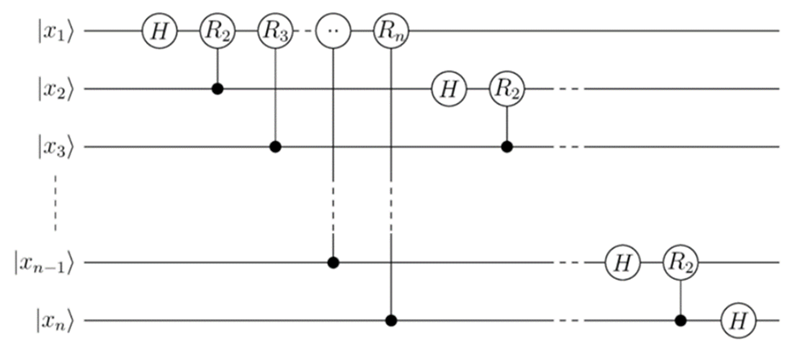 |x₁⟩ H R₂ R₃ ·· Rₙ
|x₂⟩ H R₂
|x₃⟩
|xₙ₋₁⟩ H R₂
|xₙ⟩ H